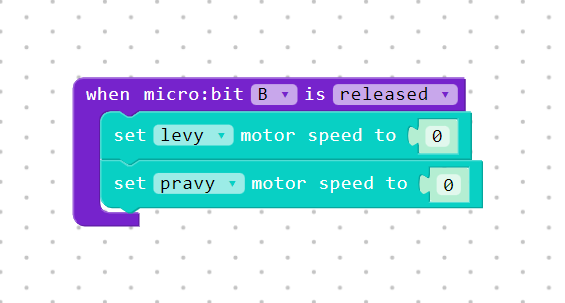 when micro:bit B is released
set levy motor speed to 0
set pravy motor speed to 0